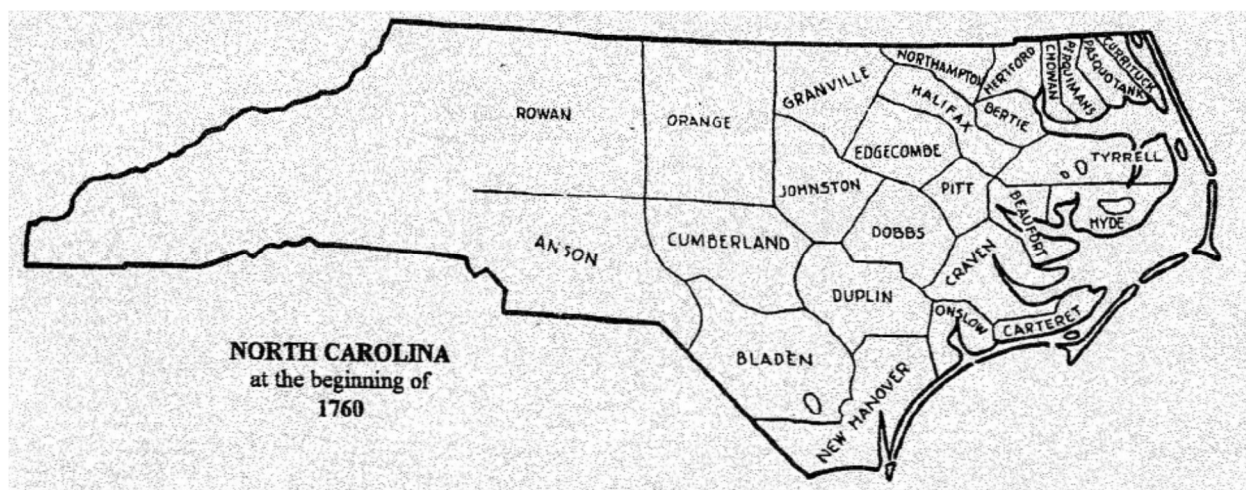 ROWAN
ORANGE
GRANVILLE
NORTHAMPTON
HERTFORD
CHOWAN
PERQUIMANS
PASQUOTANK
CURRITUCK
HALIFAX
BERTIE
EDGECOMBE
TYRRELL
JOHNSTON
PITT
BEAUFORT
HYDE
ANSON
CUMBERLAND
DOBBS
CRAVEN
DUPLIN
ONSLOW
CARTERET
BLADEN
NEW HANOVER
NORTH CAROLINA
at the beginning of
1760